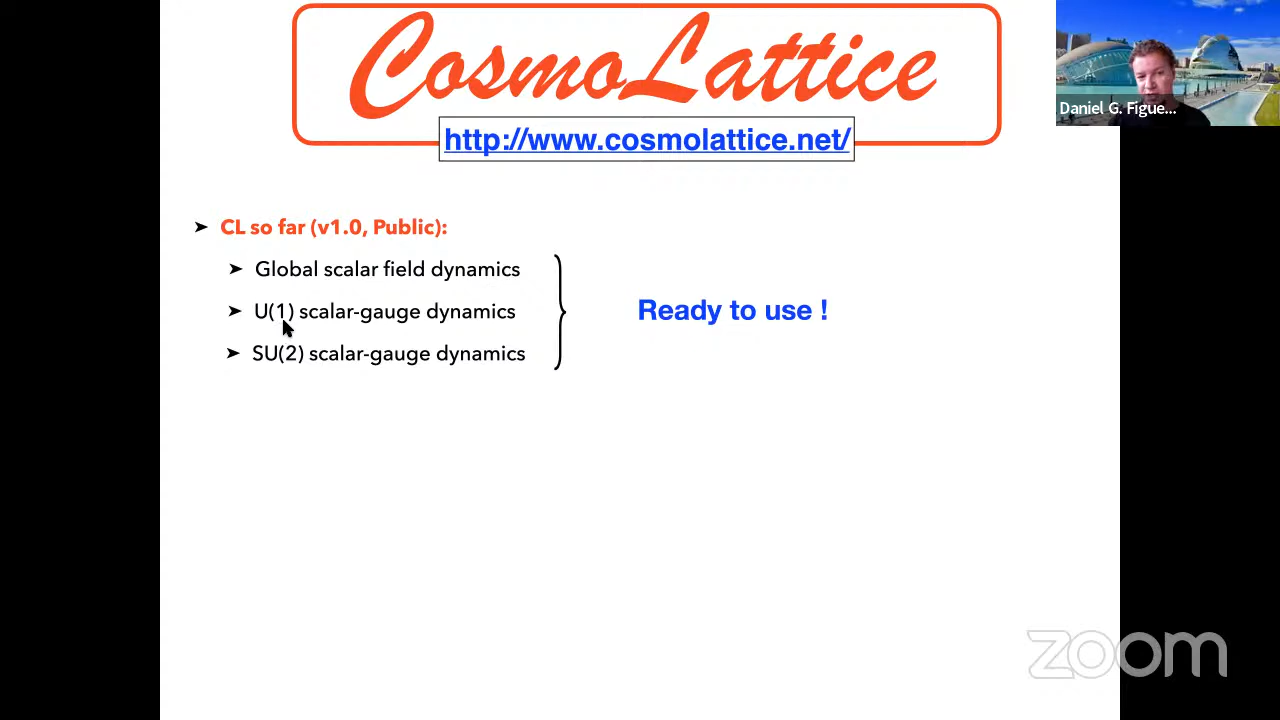 CosmoLattice
http://www.cosmolattice.net/
Daniel G. Figue...
➤ CL so far (v1.0, Public):
➤ Global scalar field dynamics
➤ U(1) scalar-gauge dynamics
➤ SU(2) scalar-gauge dynamics
Ready to use !
zoom